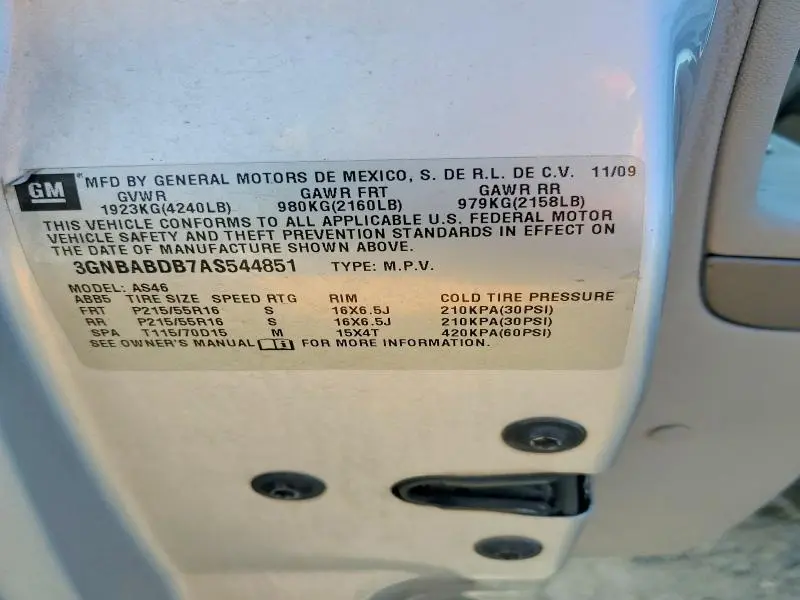 GM MFD BY GENERAL MOTORS DE MEXICO, S. DE R.L. DE C.V. 11/09
GVWR GAWR FRT GAWR RR
1923KG(4240LB) 980KG(2160LB) 979KG(2158LB)
THIS VEHICLE CONFORMS TO ALL APPLICABLE U.S. FEDERAL MOTOR
VEHICLE SAFETY AND THEFT PREVENTION STANDARDS IN EFFECT ON
THE DATE OF MANUFACTURE SHOWN ABOVE.
3GNBABDB7AS544851 TYPE: M.P.V.
MODEL: AS46
ABB5 TIRE SIZE SPEED RTG RIM COLD TIRE PRESSURE
FRT P215/55R16 S 16X6.5J 210KPA(30PSI)
RR P215/55R16 S 16X6.5J 210KPA(30PSI)
SPA T115/70D15 M 15X4T 420KPA(60PSI)
SEE OWNER'S MANUAL FOR MORE INFORMATION.